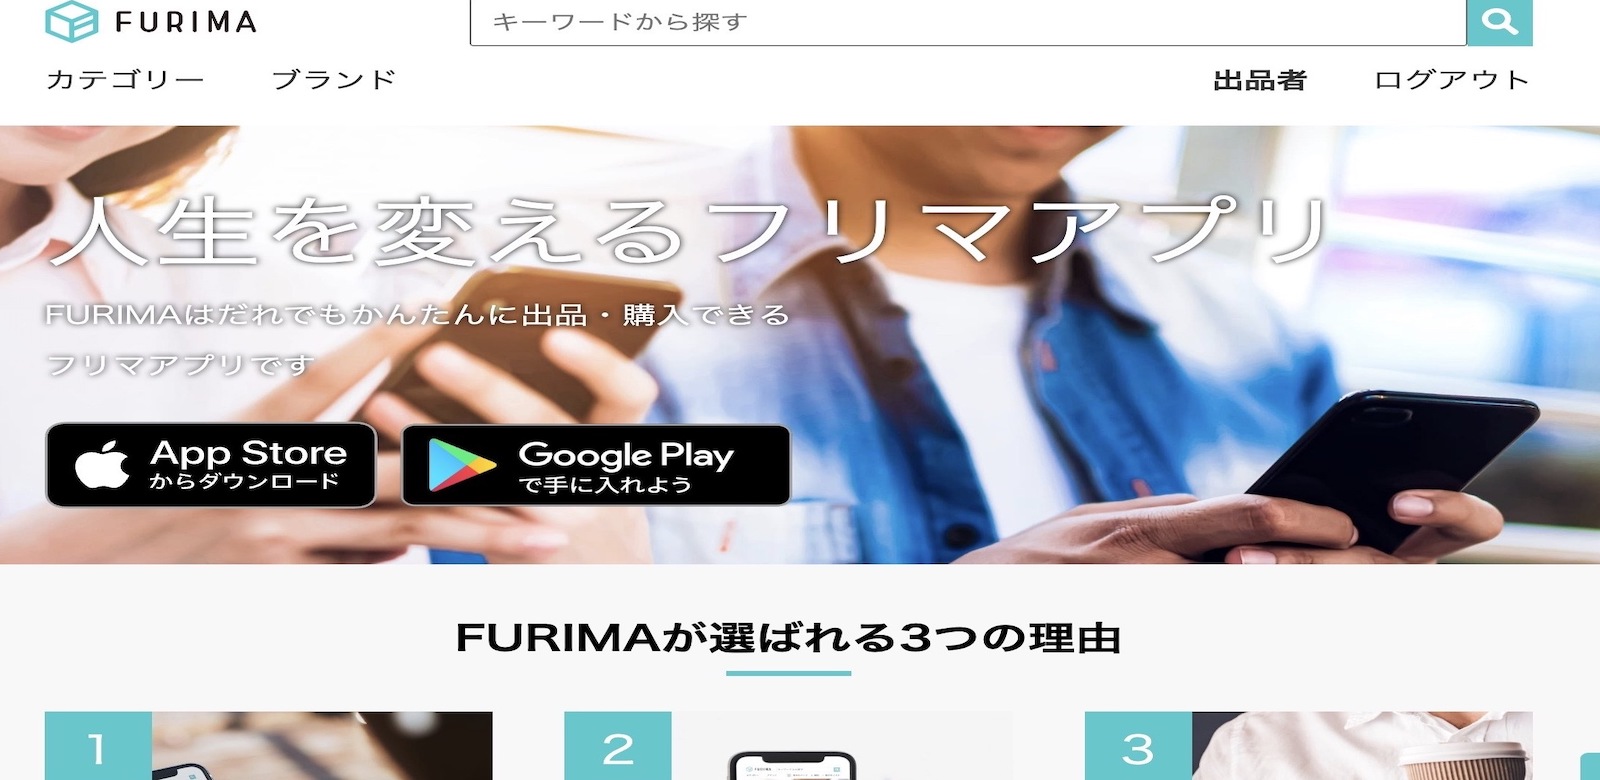 FURIMA
キーワードから探す
カテゴリー
ブランド
出品者
ログアウト
人生を変えるフリマアプリ
FURIMAはだれでもかんたんに出品・購入できる
フリマアプリです
App Store
からダウンロード
Google Play
で手に入れよう
FURIMAが選ばれる3つの理由
1
2
3